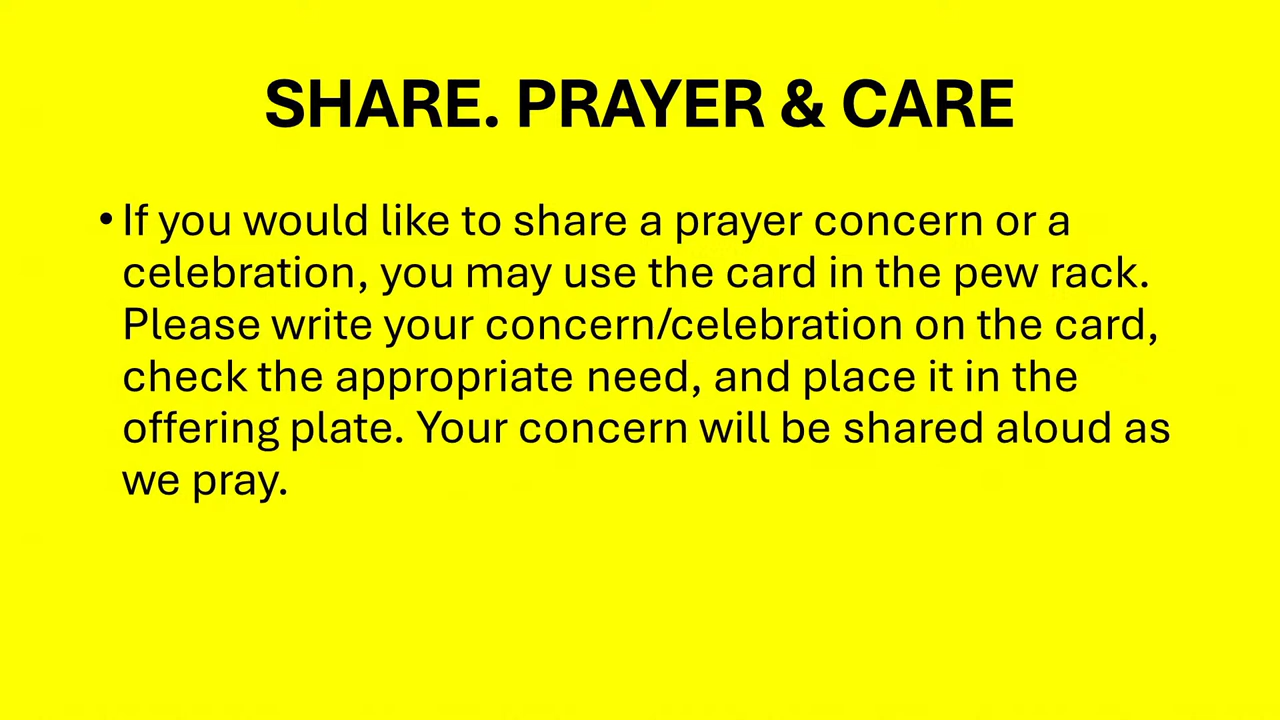 SHARE. PRAYER & CARE
• If you would like to share a prayer concern or a
celebration, you may use the card in the pew rack.
Please write your concern/celebration on the card,
check the appropriate need, and place it in the
offering plate. Your concern will be shared aloud as
we pray.